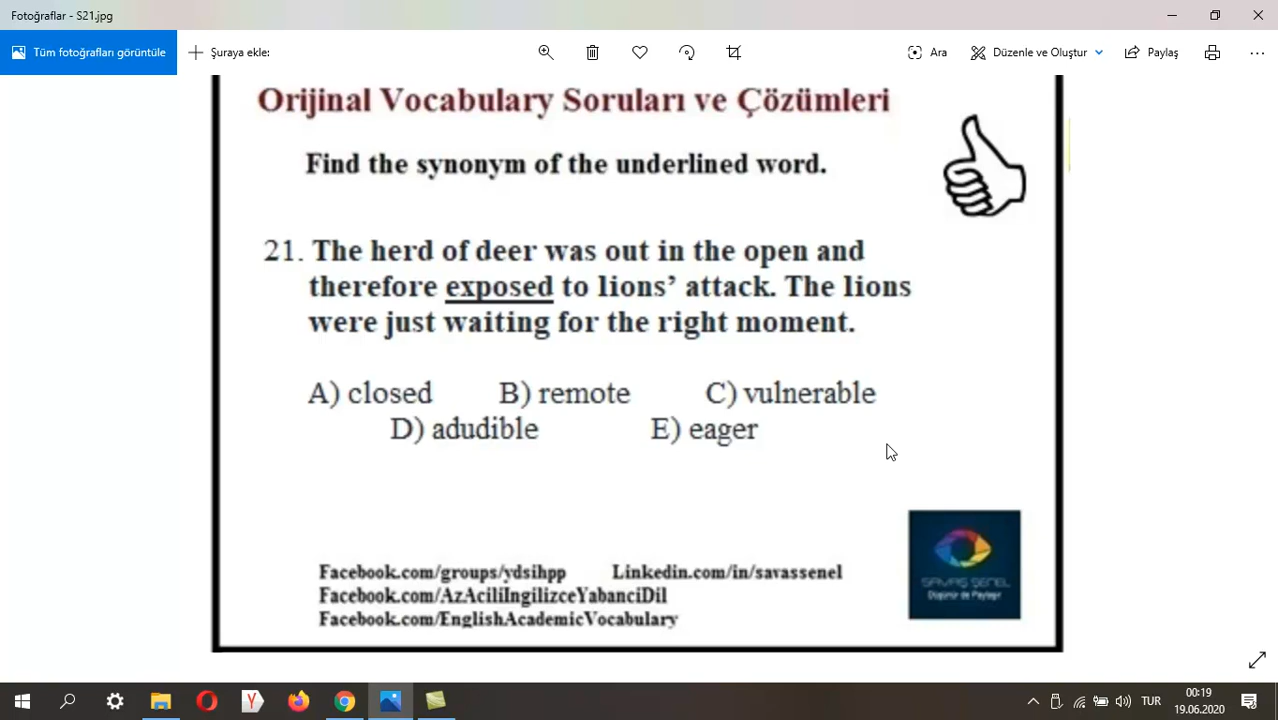 Fotoğraflar - S21.jpg
Tüm fotoğrafları görüntüle
Şuraya ekle:
Ara
Düzenle ve Oluştur
Paylaş
Orijinal Vocabulary Soruları ve Çözümleri
Find the synonym of the underlined word.
21. The herd of deer was out in the open and
therefore exposed to lions’ attack. The lions
were just waiting for the right moment.
A) closed B) remote C) vulnerable
D) adudible E) eager
SAVAŞ ŞENEL
Düşünür de Paylaşır
Facebook.com/groups/ydsihpp Linkedin.com/in/savassenel
Facebook.com/AzAciliIngilizceYabanciDil
Facebook.com/EnglishAcademicVocabulary
TUR
00:19
19.06.2020